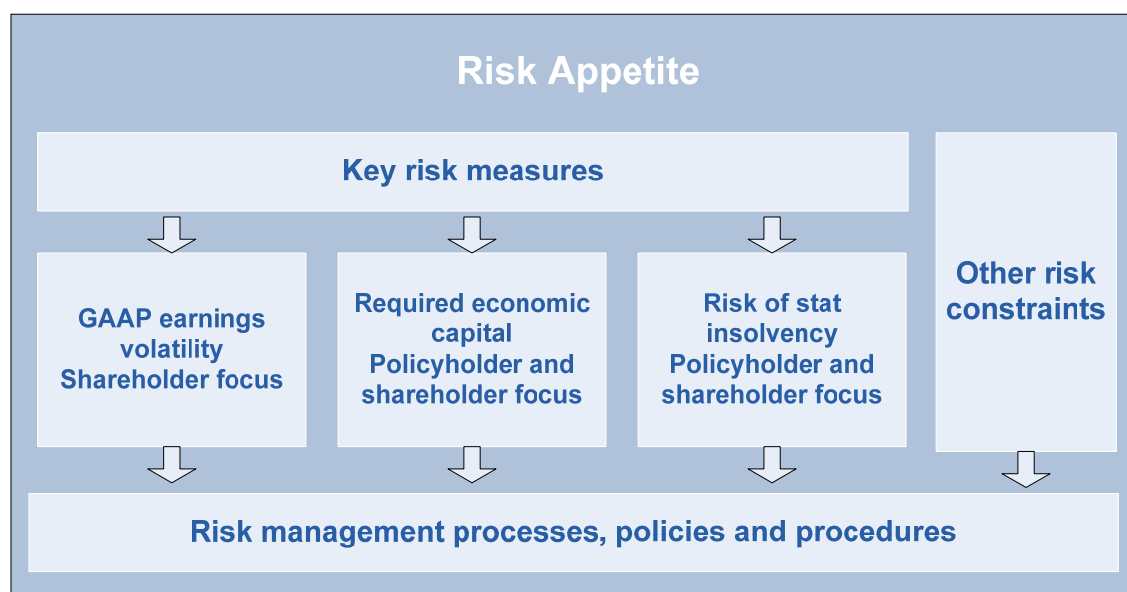 Risk Appetite
Key risk measures
GAAP earnings
volatility
Shareholder focus
Required economic
capital
Policyholder and
shareholder focus
Risk of stat
insolvency
Policyholder and
shareholder focus
Other risk
constraints
Risk management processes, policies and procedures